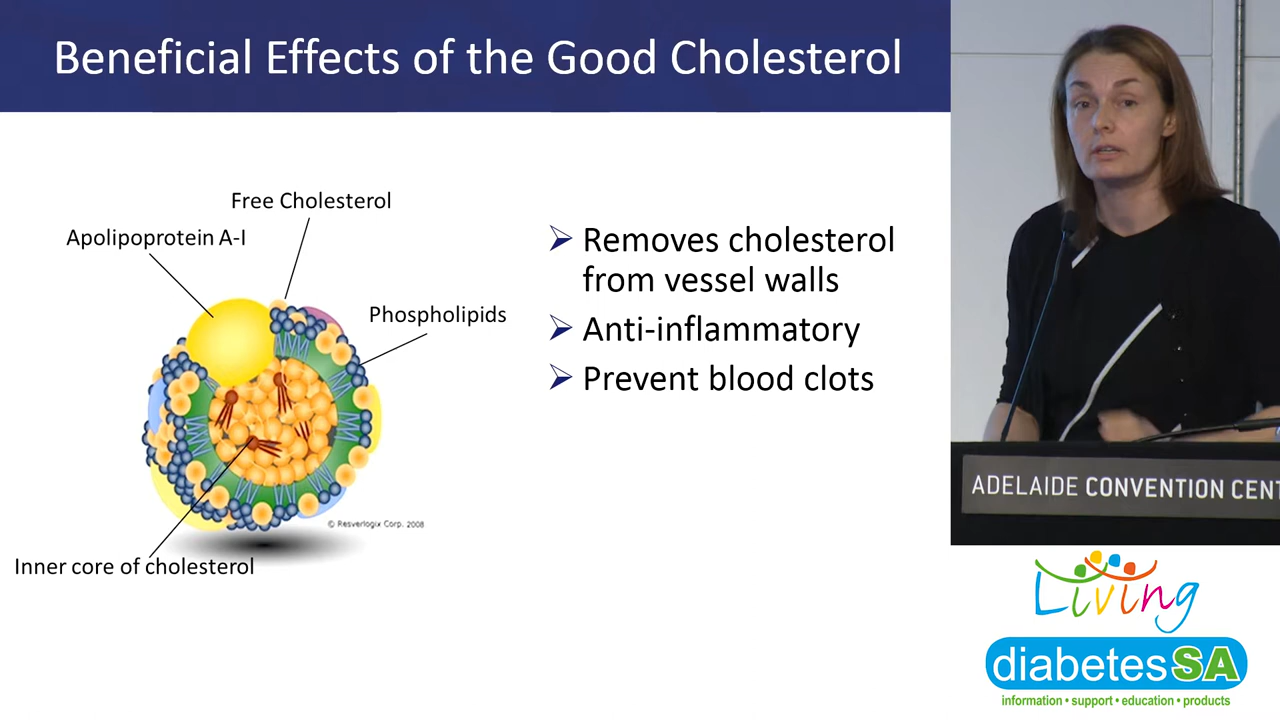 Beneficial Effects of the Good Cholesterol
Free Cholesterol
Apolipoprotein A-I
Phospholipids
Inner core of cholesterol
© Resverlogix Corp. 2008
Removes cholesterol
from vessel walls
Anti-inflammatory
Prevent blood clots
ADELAIDE CONVENTION CENT
Living
diabetesSA
information • support • education • products